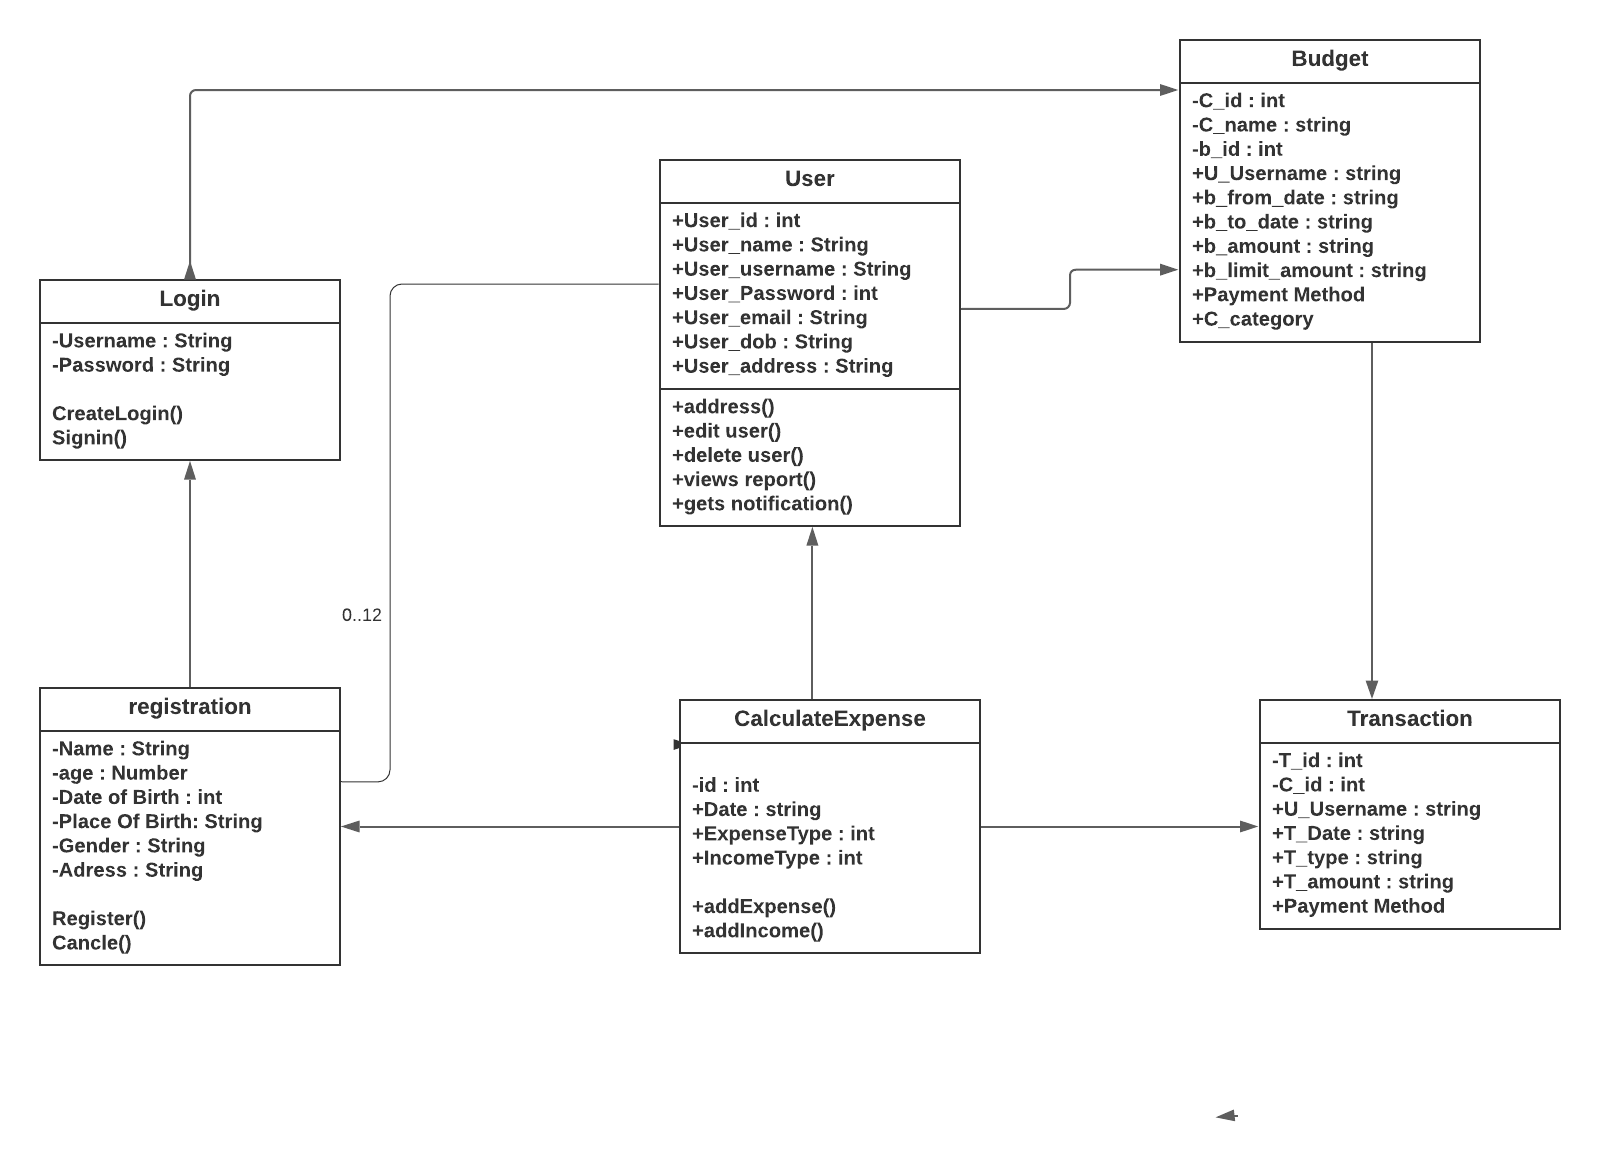 Budget
-C_id : int
-C_name : string
-b_id : int
+U_Username : string
+b_from_date : string
+b_to_date : string
+b_amount : string
+b_limit_amount : string
+Payment Method
+C_category
User
+User_id : int
+User_name : String
+User_username : String
+User_Password : int
+User_email : String
+User_dob : String
+User_address : String
+address()
+edit user()
+delete user()
+views report()
+gets notification()
Login
-Username : String
-Password : String
CreateLogin()
Signin()
0..12
registration
-Name : String
-age : Number
-Date of Birth : int
-Place Of Birth: String
-Gender : String
-Adress : String
Register()
Cancle()
CalculateExpense
-id : int
+Date : string
+ExpenseType : int
+IncomeType : int
+addExpense()
+addIncome()
Transaction
-T_id : int
-C_id : int
+U_Username : string
+T_Date : string
+T_type : string
+T_amount : string
+Payment Method